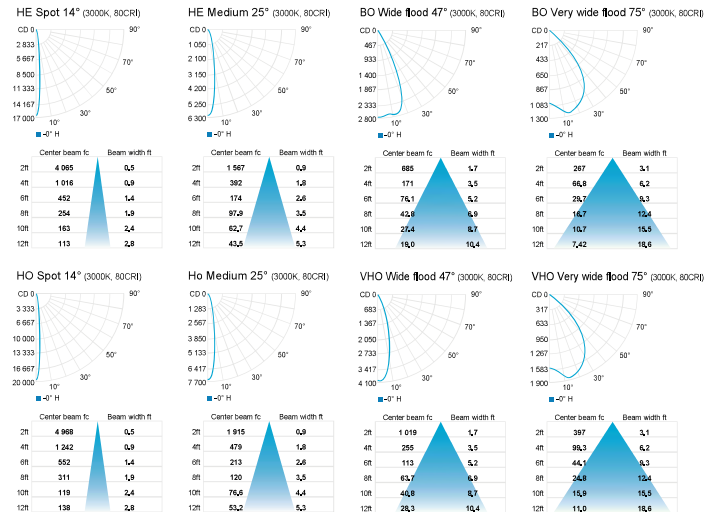 HE Spot 14° (3000K, 80CRI)
CD 0
2 833
5 667
8 500
11 333
14 167
17 000
90°
70°
50°
30°
10°
–0° H
Center beam fc Beam width ft
2ft 4 065 0.5
4ft 1 016 0.9
6ft 452 1.4
8ft 254 1.9
10ft 163 2.4
12ft 113 2.8
HE Medium 25° (3000K, 80CRI)
CD 0
1 050
2 100
3 150
4 200
5 250
6 300
90°
70°
50°
30°
10°
–0° H
Center beam fc Beam width ft
2ft 1 567 0.9
4ft 392 1.8
6ft 174 2.6
8ft 97.9 3.5
10ft 62.7 4.4
12ft 43.5 5.3
BO Wide flood 47° (3000K, 80CRI)
CD 0
467
933
1 400
1 867
2 333
2 800
90°
70°
50°
30°
10°
–0° H
Center beam fc Beam width ft
2ft 685 1.7
4ft 171 3.5
6ft 76.1 5.2
8ft 42.8 6.9
10ft 27.4 8.7
12ft 19.0 10.4
BO Very wide flood 75° (3000K, 80CRI)
CD 0
217
433
650
867
1 083
1 300
90°
70°
50°
30°
10°
–0° H
Center beam fc Beam width ft
2ft 267 3.1
4ft 66.8 6.2
6ft 29.7 9.3
8ft 16.7 12.4
10ft 10.7 15.5
12ft 7.42 18.6
HO Spot 14° (3000K, 80CRI)
CD 0
3 333
6 667
10 000
13 333
16 667
20 000
90°
70°
50°
30°
10°
–0° H
Center beam fc Beam width ft
2ft 4 968 0.5
4ft 1 242 0.9
6ft 552 1.4
8ft 311 1.9
10ft 119 2.4
12ft 138 2.8
Ho Medium 25° (3000K, 80CRI)
CD 0
1 283
2 567
3 850
5 133
6 417
7 700
90°
70°
50°
30°
10°
–0° H
Center beam fc Beam width ft
2ft 1 915 0.9
4ft 479 1.8
6ft 213 2.6
8ft 120 3.5
10ft 76.6 4.4
12ft 53.2 5.3
VHO Wide flood 47° (3000K, 80CRI)
CD 0
683
1 367
2 050
2 733
3 417
4 100
90°
70°
50°
30°
10°
–0° H
Center beam fc Beam width ft
2ft 1 019 1.7
4ft 255 3.5
6ft 113 5.2
8ft 63.7 6.9
10ft 40.8 8.7
12ft 28.3 10.4
VHO Very wide flood 75° (3000K, 80CRI)
CD 0
317
633
950
1 267
1 583
1 900
90°
70°
50°
30°
10°
–0° H
Center beam fc Beam width ft
2ft 397 3.1
4ft 99.3 6.2
6ft 44.1 9.3
8ft 24.8 12.4
10ft 15.9 15.5
12ft 11.0 18.6